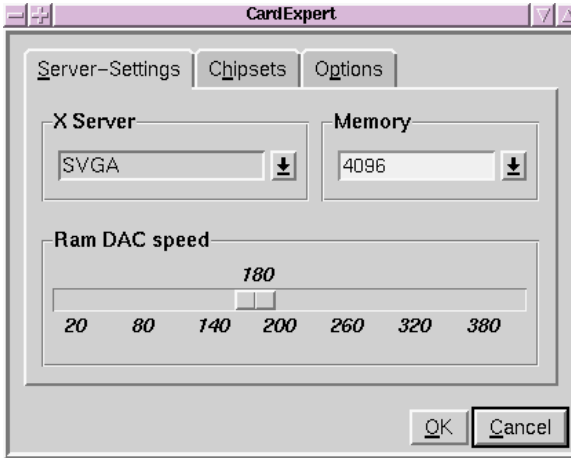 CardExpert
Server-Settings Chipsets Options
X Server Memory
SVGA 4096
Ram DAC speed
180
20 80 140 200 260 320 380
OK Cancel